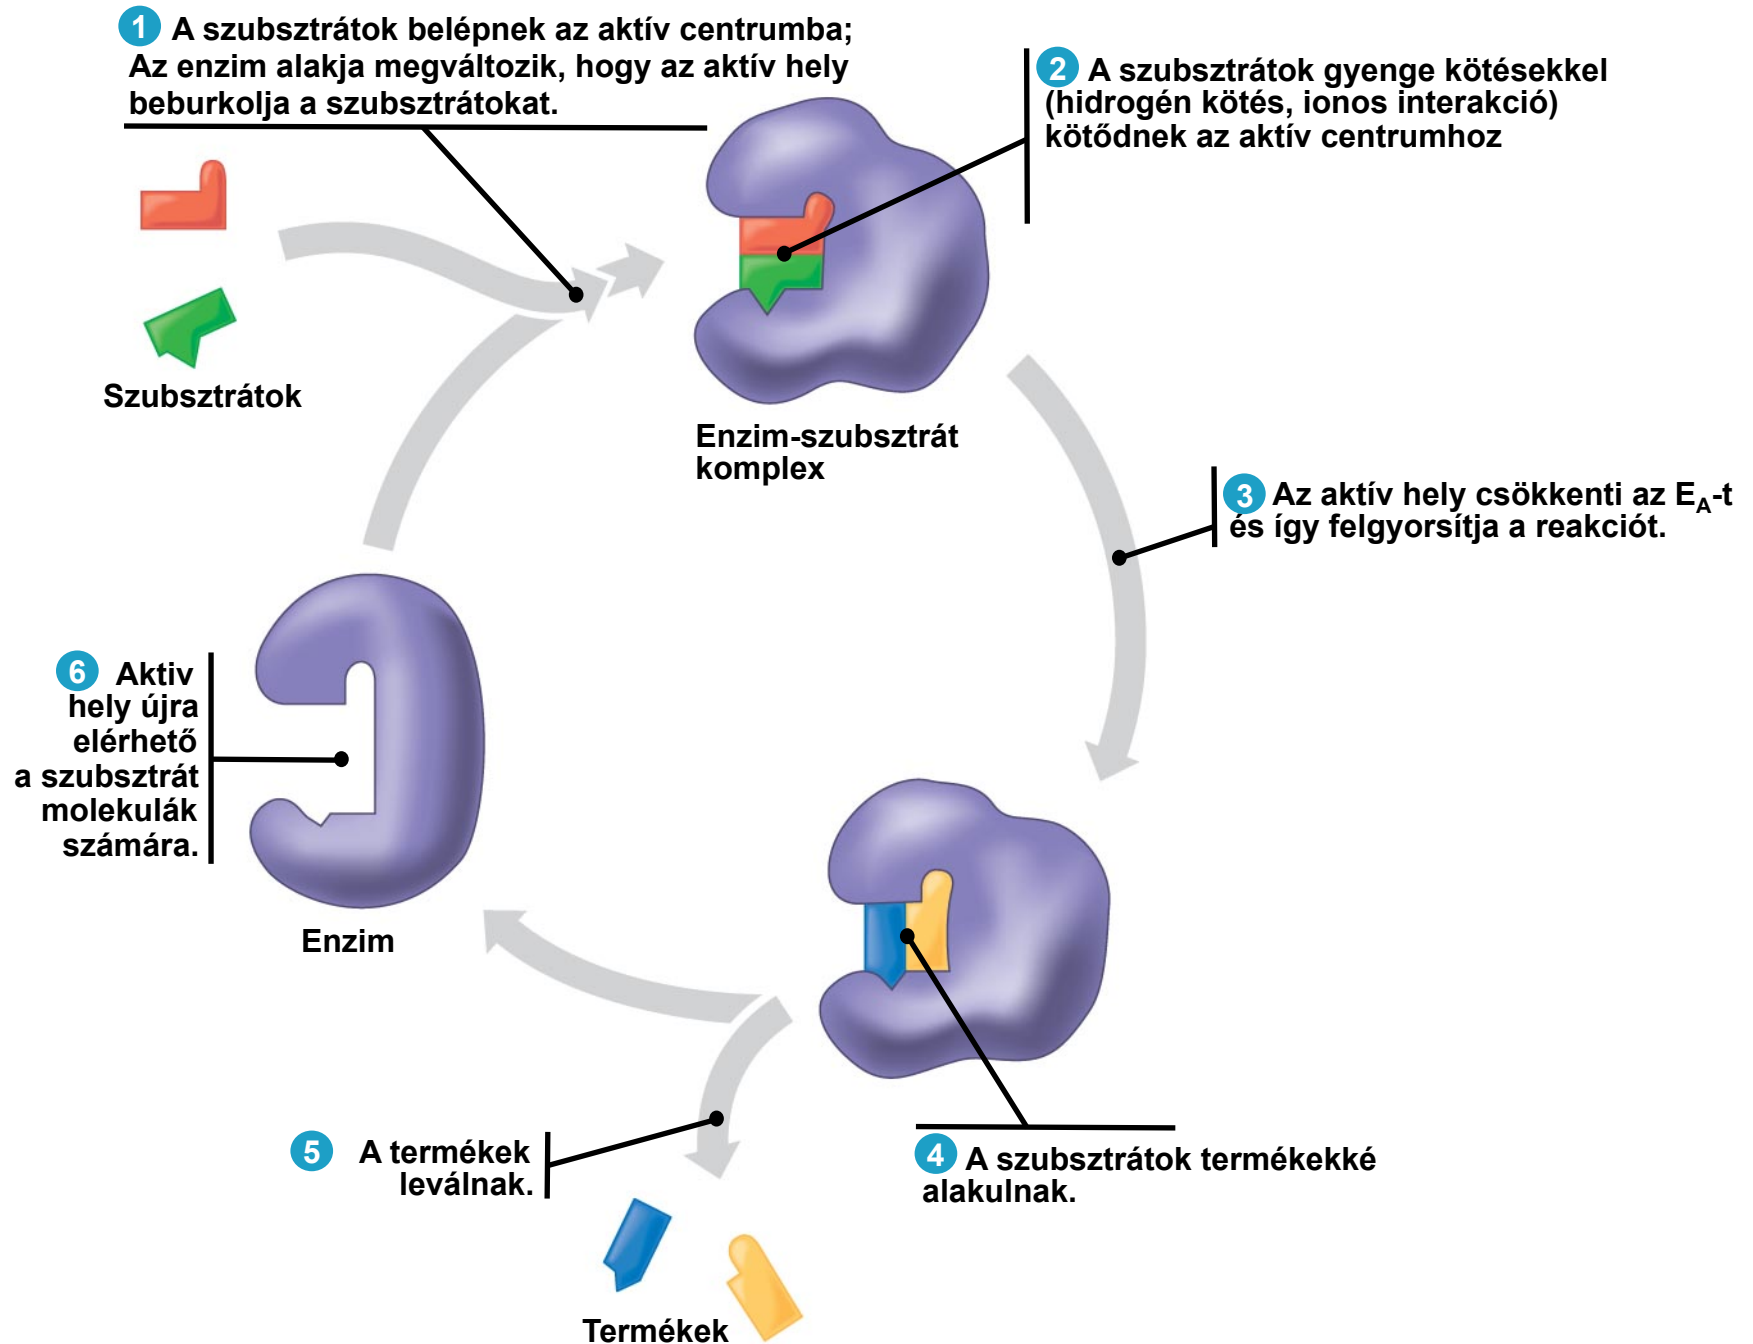 1 A szubsztrátok belépnek az aktív centrumba;
Az enzim alakja megváltozik, hogy az aktív hely
beburkolja a szubsztrátokat.
2 A szubsztrátok gyenge kötésekkel
(hidrogén kötés, ionos interakció)
kötődnek az aktív centrumhoz
Szubsztrátok
Enzim-szubsztrát
komplex
3 Az aktív hely csökkenti az E_A-t
és így felgyorsítja a reakciót.
6 Aktiv
hely újra
elérhető
a szubsztrát
molekulák
számára.
Enzim
5 A termékek
leválnak.
4 A szubsztrátok termékekké
alakulnak.
Termékek